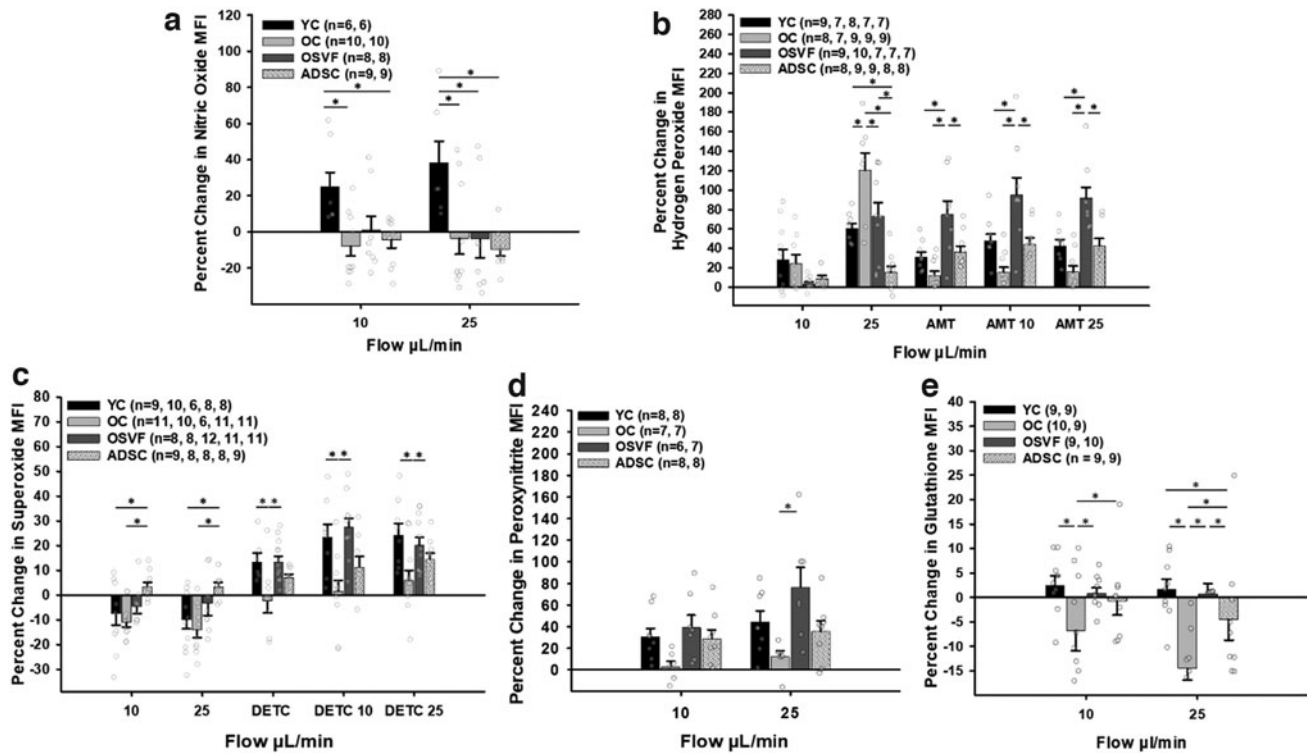 a
Percent Change in Nitric Oxide MFI
120
100
80
60
40
20
0
-20
YC (n=6, 6)
OC (n=10, 10)
OSVF (n=8, 8)
ADSC (n=9, 9)
* * * * *
10 25
Flow µL/min
b
Percent Change in
Hydrogen Peroxide MFI
280
260
240
220
200
180
160
140
120
100
80
60
40
20
0
YC (n=9, 7, 8, 7, 7)
OC (n=8, 7, 9, 9, 9)
OSVF (n=9, 10, 7, 7, 7)
ADSC (n=8, 9, 9, 8, 8)
* * * * * * * * * * * * * *
10 25 AMT AMT 10 AMT 25
Flow µL/min
c
Percent Change in Superoxide MFI
80
70
60
50
40
30
20
10
0
-10
-20
-30
YC (n=9, 10, 6, 8, 8)
OC (n=11, 10, 6, 11, 11)
OSVF (n=8, 8, 12, 11, 11)
ADSC (n=9, 8, 8, 8, 9)
* * * * * * * * * *
10 25 DETC DETC 10 DETC 25
Flow µL/min
d
Percent Change in Peroxynitrite MFI
240
220
200
180
160
140
120
100
80
60
40
20
0
YC (n=8, 8)
OC (n=7, 7)
OSVF (n=6, 7)
ADSC (n=8, 8)
*
10 25
Flow µL/min
e
Percent Change in Glutathione MFI
40
35
30
25
20
15
10
5
0
-5
-10
-15
YC (9, 9)
OC (10, 9)
OSVF (9, 10)
ADSC (n = 9, 9)
* * * * * * * *
10 25
Flow µl/min